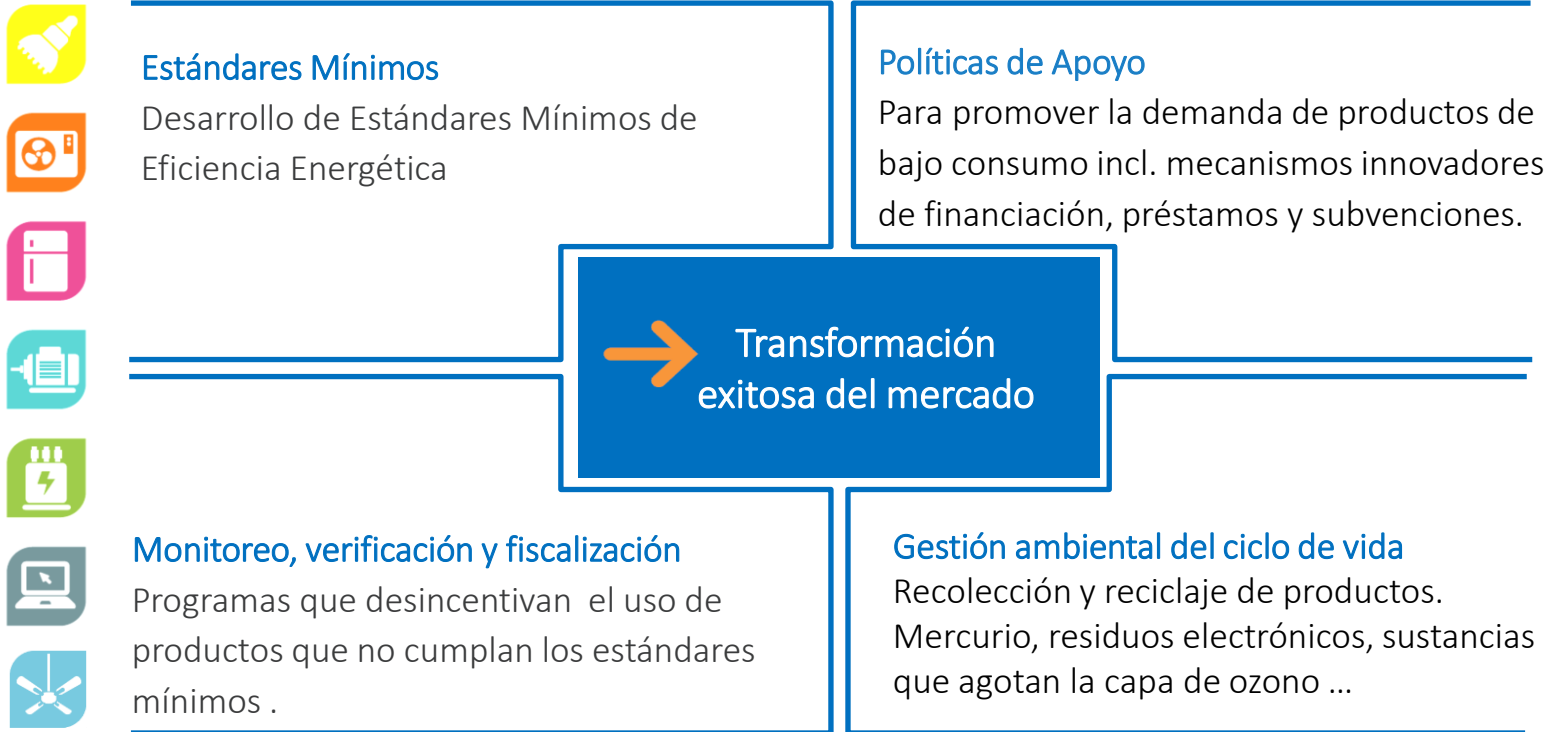 Estándares Mínimos
Desarrollo de Estándares Mínimos de
Eficiencia Energética
Políticas de Apoyo
Para promover la demanda de productos de
bajo consumo incl. mecanismos innovadores
de financiación, préstamos y subvenciones.
Transformación
exitosa del mercado
Monitoreo, verificación y fiscalización
Programas que desincentivan  el uso de
productos que no cumplan los estándares
mínimos .
Gestión ambiental del ciclo de vida
Recolección y reciclaje de productos.
Mercurio, residuos electrónicos, sustancias
que agotan la capa de ozono ...